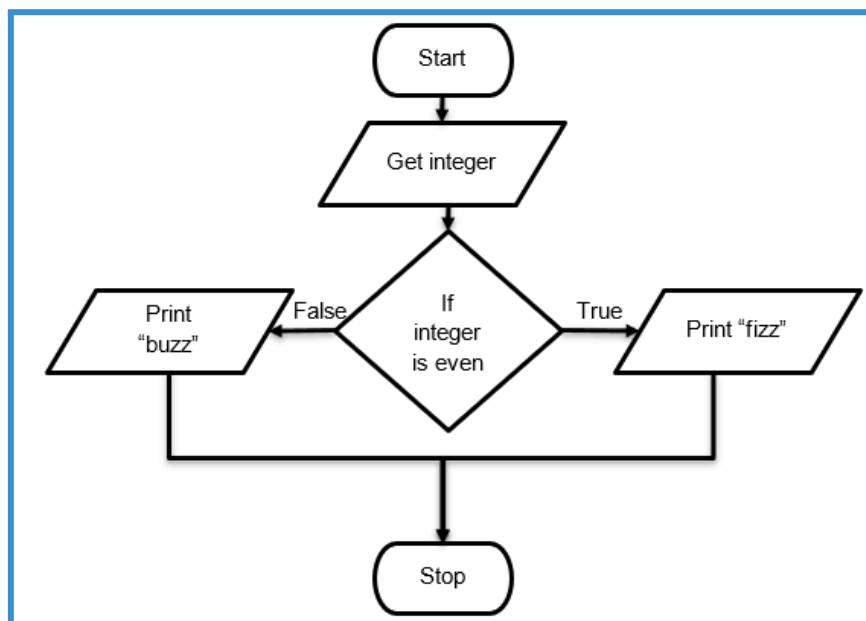 Start
Get integer
If
integer
is even
False
True
Print
“buzz”
Print “fizz”
Stop